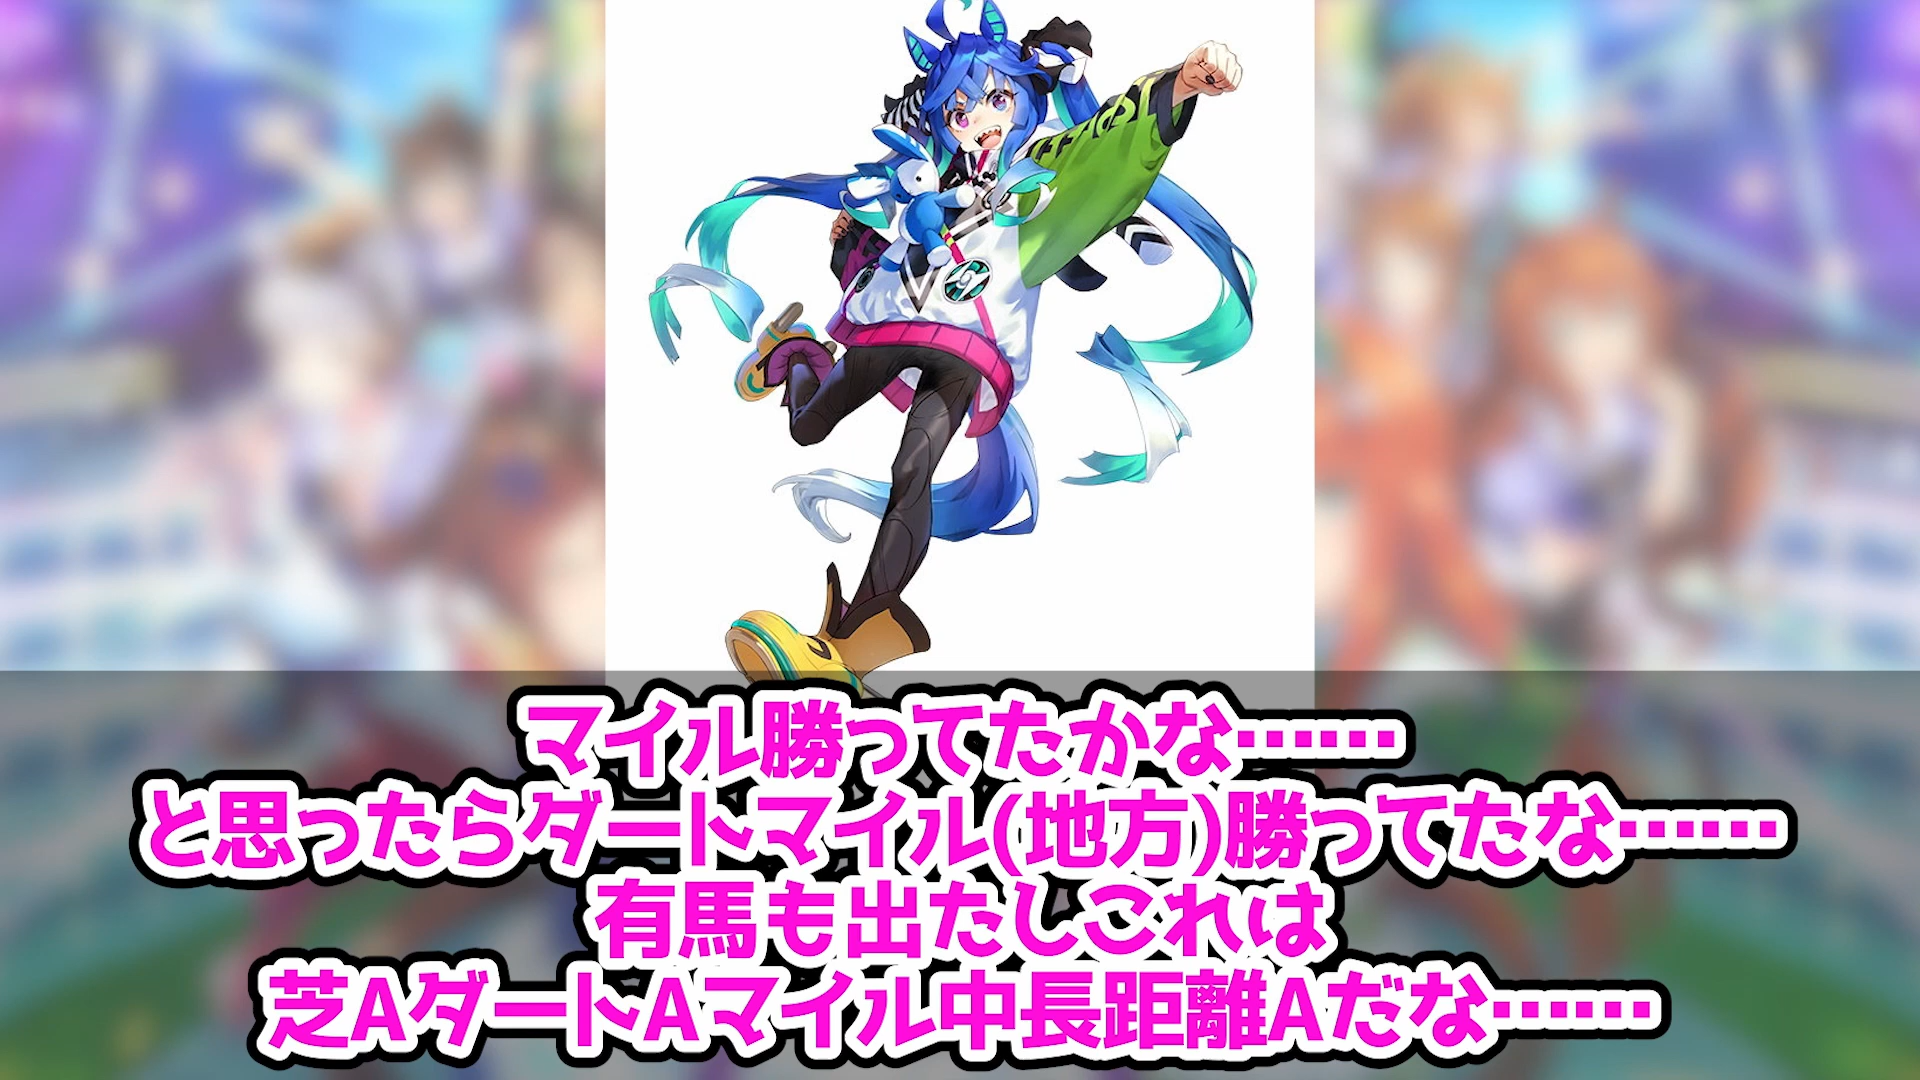 マイル勝ってたかな……
と思ったらダートマイル(地方)勝ってたな……
有馬も出たしこれは
芝AダートAマイル中長距離Aだな……